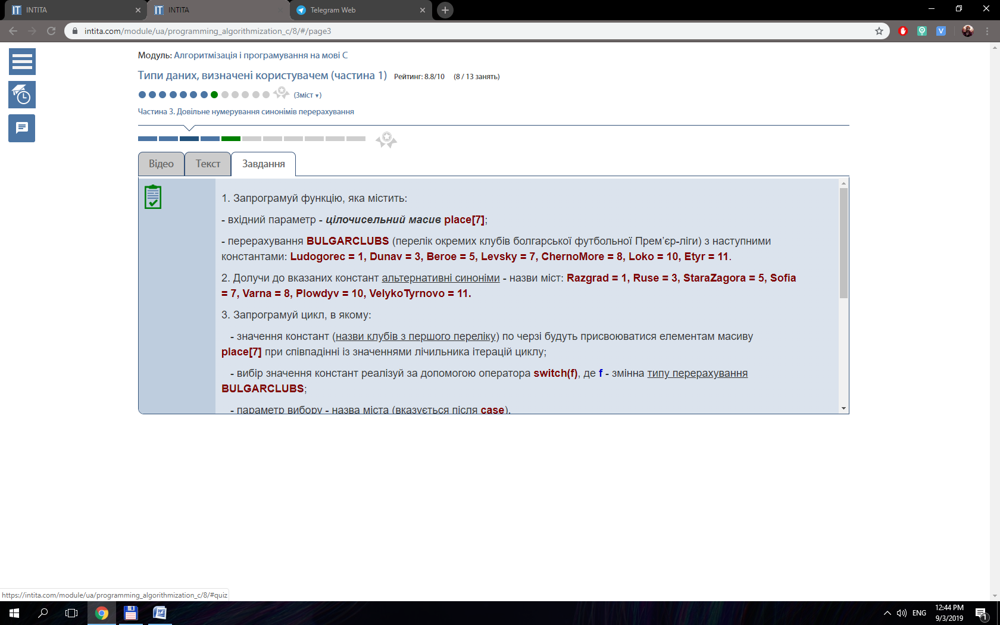 INTITA
INTITA
Telegram Web
intita.com/module/ua/programming_algorithmization_c/8/#/page3
Модуль: Алгоритмізація і програмування на мові С
Типи даних, визначені користувачем (частина 1) Рейтинг: 8.8/10 (8 / 13 занять)
(Зміст ▾)
Частина 3. Довільне нумерування синонімів перерахування
Відео Текст Завдання
1. Запрограмуй функцію, яка містить:
- вхідний параметр - цілочисельний масив place[7];
- перерахування BULGARCLUBS (перелік окремих клубів болгарської футбольної Прем’єр-ліги) з наступними
константами: Ludogorec = 1, Dunav = 3, Beroe = 5, Levsky = 7, ChernoMore = 8, Loko = 10, Etyr = 11.
2. Долучи до вказаних констант альтернативні синоніми - назви міст: Razgrad = 1, Ruse = 3, StaraZagora = 5, Sofia
= 7, Varna = 8, Plowdyv = 10, VelykoTyrnovo = 11.
3. Запрограмуй цикл, в якому:
- значення констант (назви клубів з першого переліку) по черзі будуть присвоюватися елементам масиву
place[7] при співпадінні із значеннями лічильника ітерацій циклу;
- вибір значення констант реалізуй за допомогою оператора switch(f), де f - змінна типу перерахування
BULGARCLUBS;
- параметр вибору - назва міста (вказується після case).
https://intita.com/module/ua/programming_algorithmization_c/8/#quiz
ENG
12:44 PM
9/3/2019
1